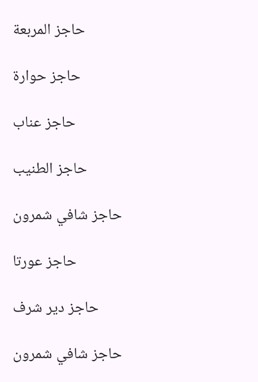 حاجز المربعة
حاجز حوارة
حاجز عناب
حاجز الطنيب
حاجز شافي شمرون
حاجز عورتا
حاجز دير شرف
حاجز شافي شمرون